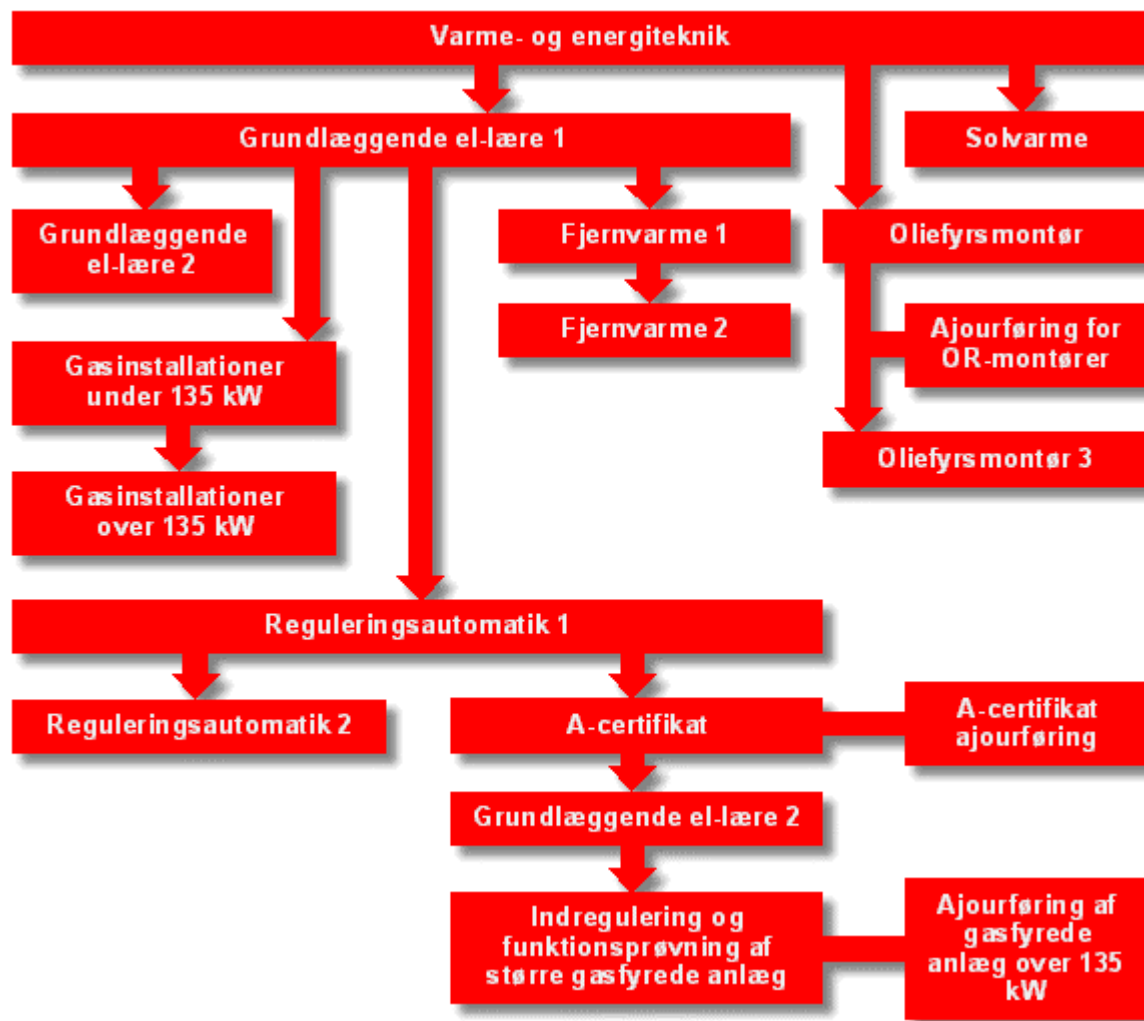 Varme- og energiteknik
Grundlæggende el-lære 1
Solvarme
Grundlæggende
el-lære 2
Fjernvarme 1
Oliefyrsmontør
Fjernvarme 2
Ajourføring for
OR-montører
Gasinstallationer
under 135 kW
Oliefyrsmontør 3
Gasinstallationer
over 135 kW
Reguleringsautomatik 1
Reguleringsautomatik 2
A-certifikat
A-certifikat
ajourføring
Grundlæggende el-lære 2
Indregulering og
funktionsprøvning af
større gasfyrede anlæg
Ajourføring af
gasfyrede
anlæg over 135
kW